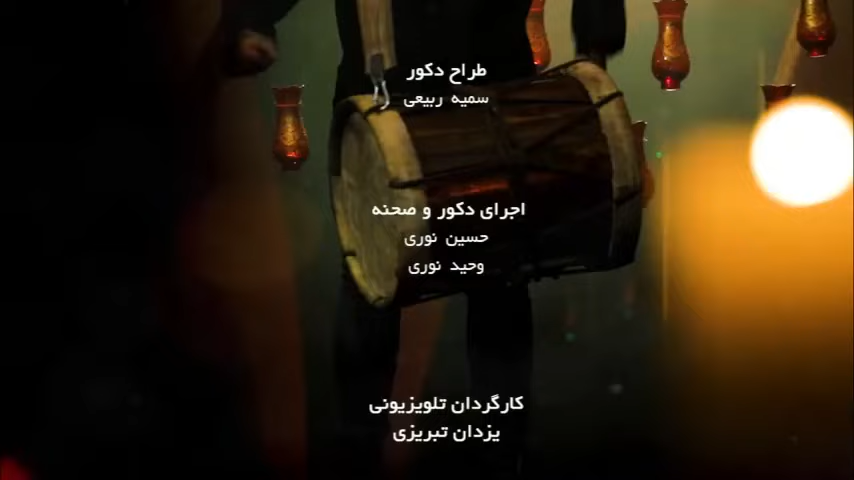 طراح دکور
سمیه ربیعی
اجرای دکور و صحنه
حسین نوری
وحید نوری
کارگردان تلویزیونی
یزدان تبریزی